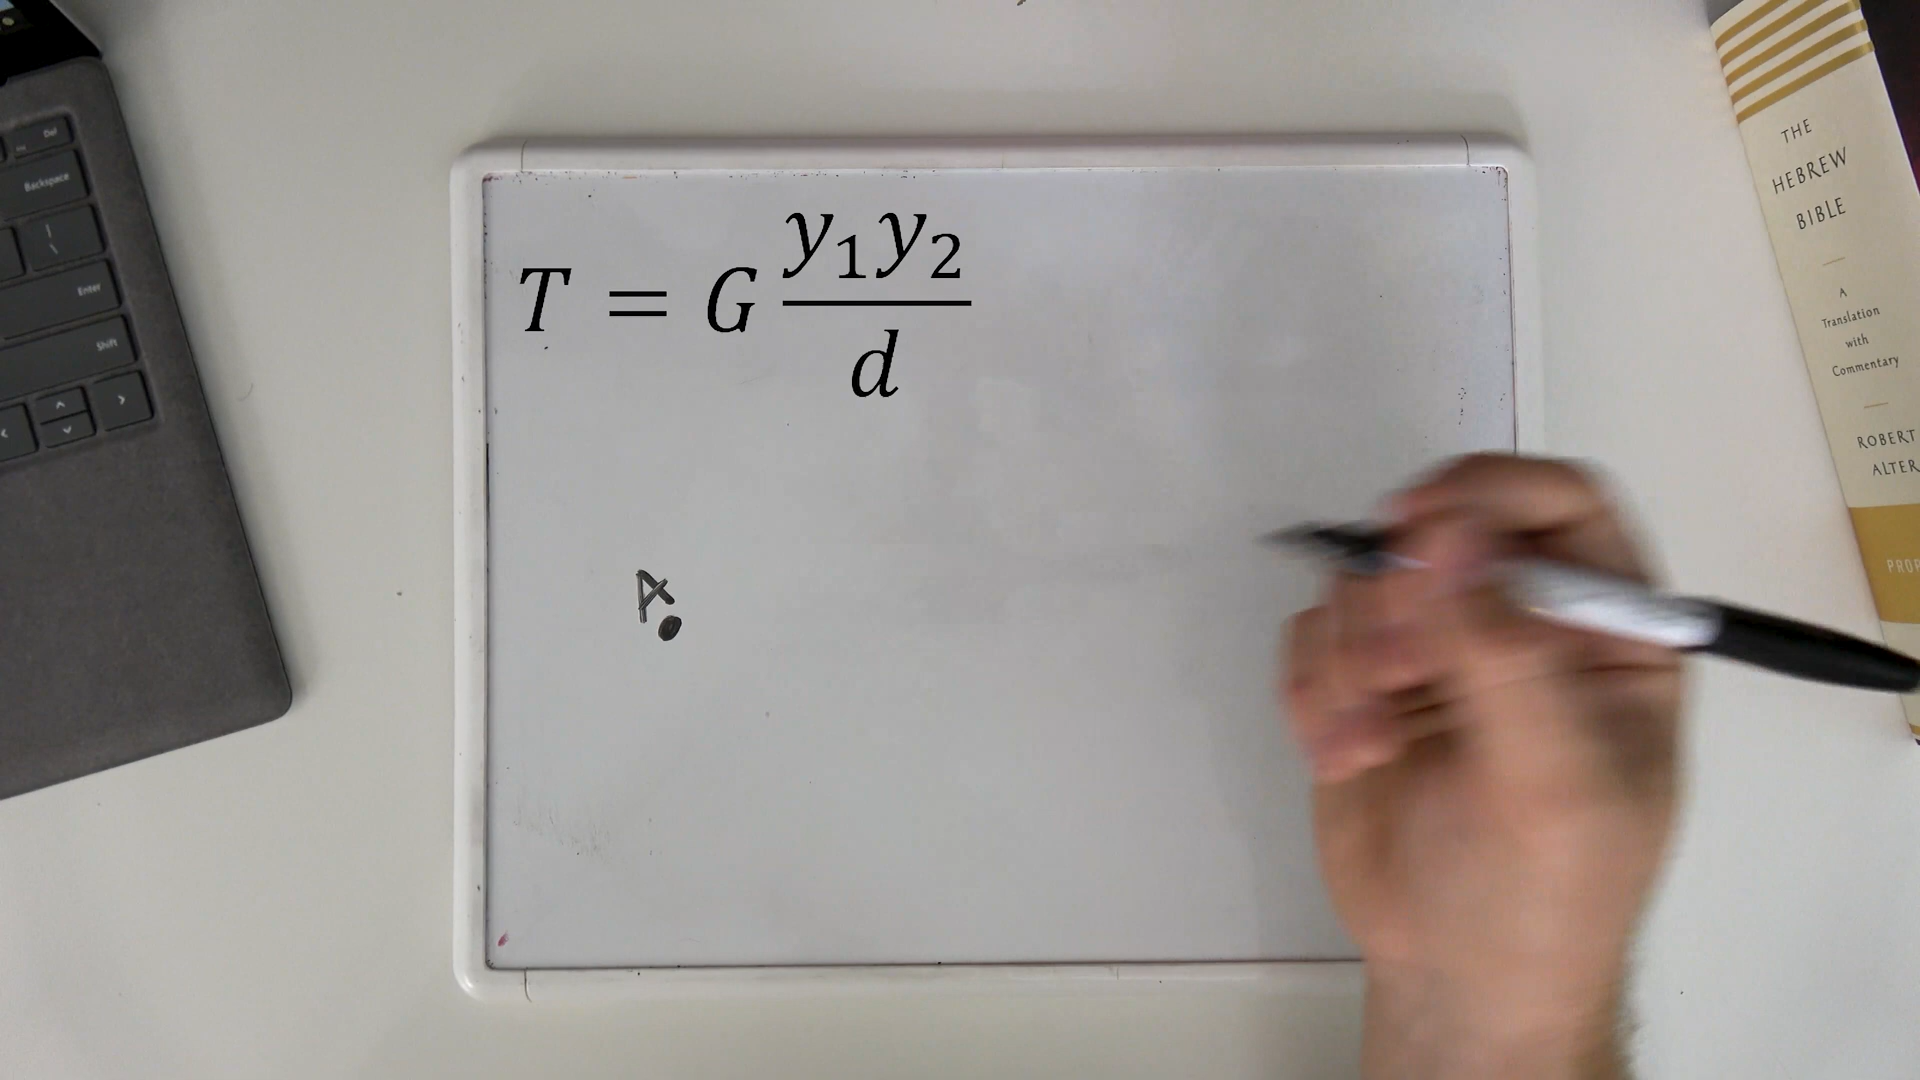 Del
Backspace
Enter
Shift
T = G y₁y₂ / d
A
THE
HEBREW
BIBLE
A
Translation
with
Commentary
ROBERT
ALTER